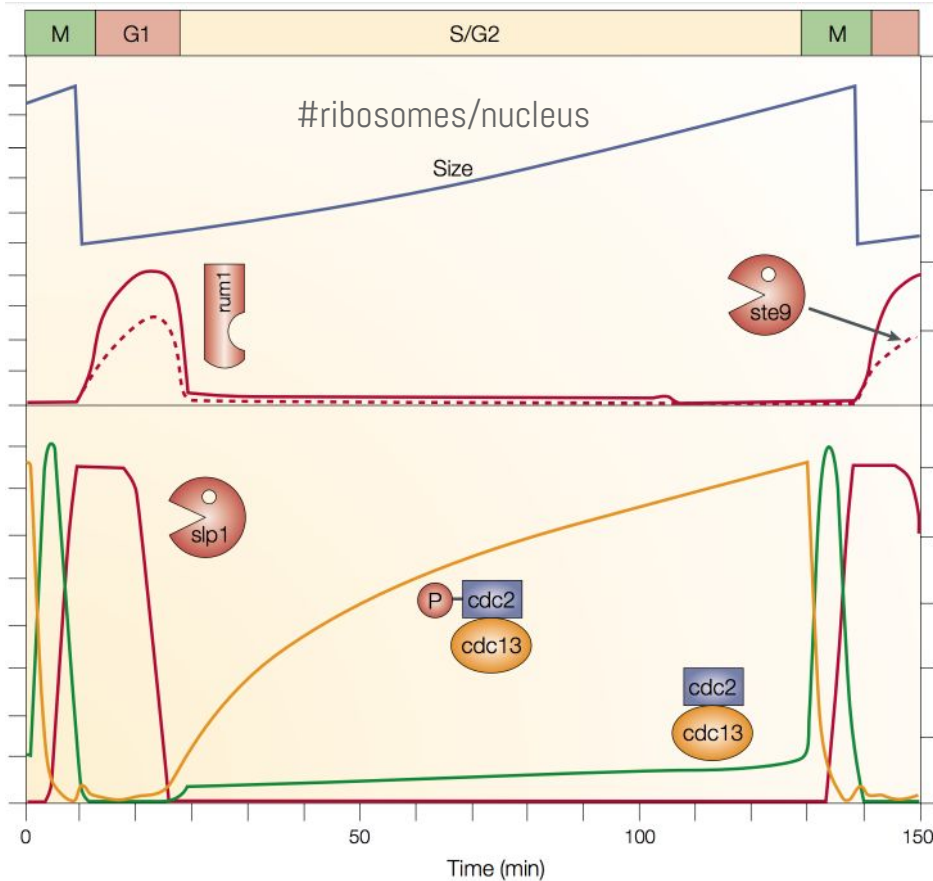 M G1 S/G2 M
#ribosomes/nucleus
Size
rum1
ste9
slp1
P cdc2
cdc13
cdc2
cdc13
0 50 100 150
Time (min)